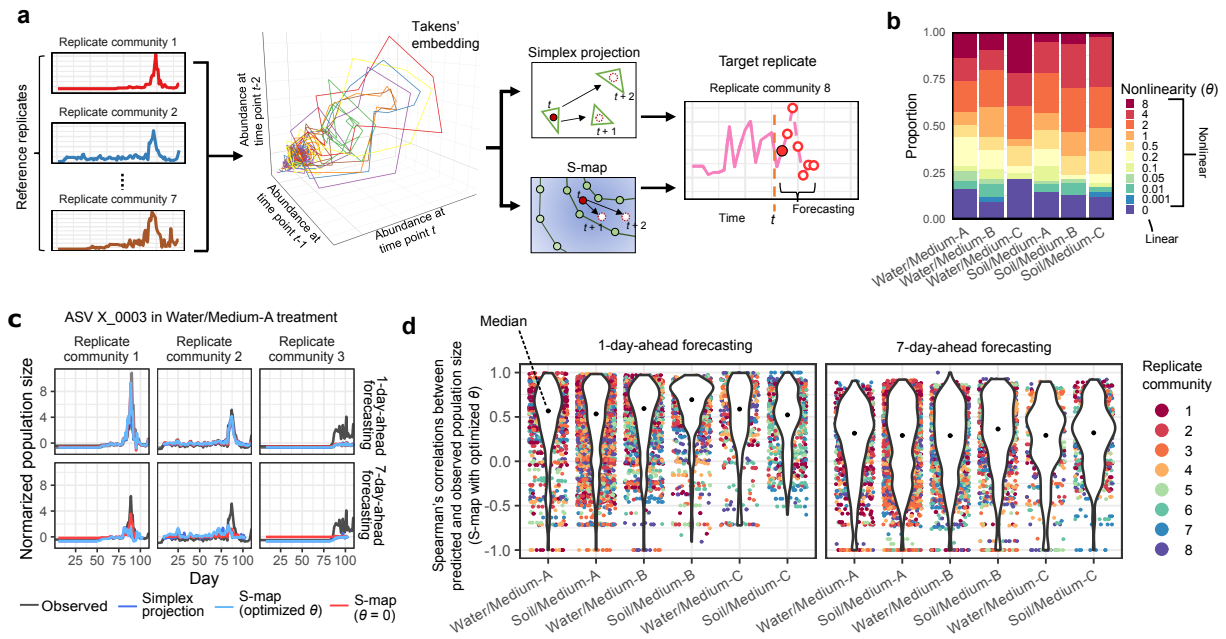 a
Replicate community 1
Replicate community 2
Replicate community 7
Reference replicates
Takens’
embedding
Abundance at
time point t-2
Abundance at
time point t-1
Abundance at
time point t
Simplex projection
t
t + 1
t + 2
S-map
t
t + 1
t + 2
Target replicate
Replicate community 8
Time
t
Forecasting
b
Proportion
1.00
0.75
0.50
0.25
0.00
Water/Medium-A
Water/Medium-B
Water/Medium-C
Soil/Medium-A
Soil/Medium-B
Soil/Medium-C
Nonlinearity (θ)
8
4
2
1
0.5
0.2
0.1
0.05
0.01
0.001
0
Nonlinear
Linear
c
ASV X_0003 in Water/Medium-A treatment
Replicate
community 1
Replicate
community 2
Replicate
community 3
Normalized population size
8
4
0
8
4
0
1-day-ahead
forecasting
7-day-ahead
forecasting
25 50 75 100
25 50 75 100
25 50 75 100
Day
Observed
Simplex
projection
S-map
(optimized θ)
S-map
(θ = 0)
d
Median
1-day-ahead forecasting
7-day-ahead forecasting
Spearman’s correlations between
predicted and observed population size
(S-map with optimized θ)
1.0
0.5
0.0
-0.5
-1.0
Water/Medium-A
Soil/Medium-A
Water/Medium-B
Soil/Medium-B
Water/Medium-C
Soil/Medium-C
Water/Medium-A
Soil/Medium-A
Water/Medium-B
Soil/Medium-B
Water/Medium-C
Soil/Medium-C
Replicate
community
1
2
3
4
5
6
7
8